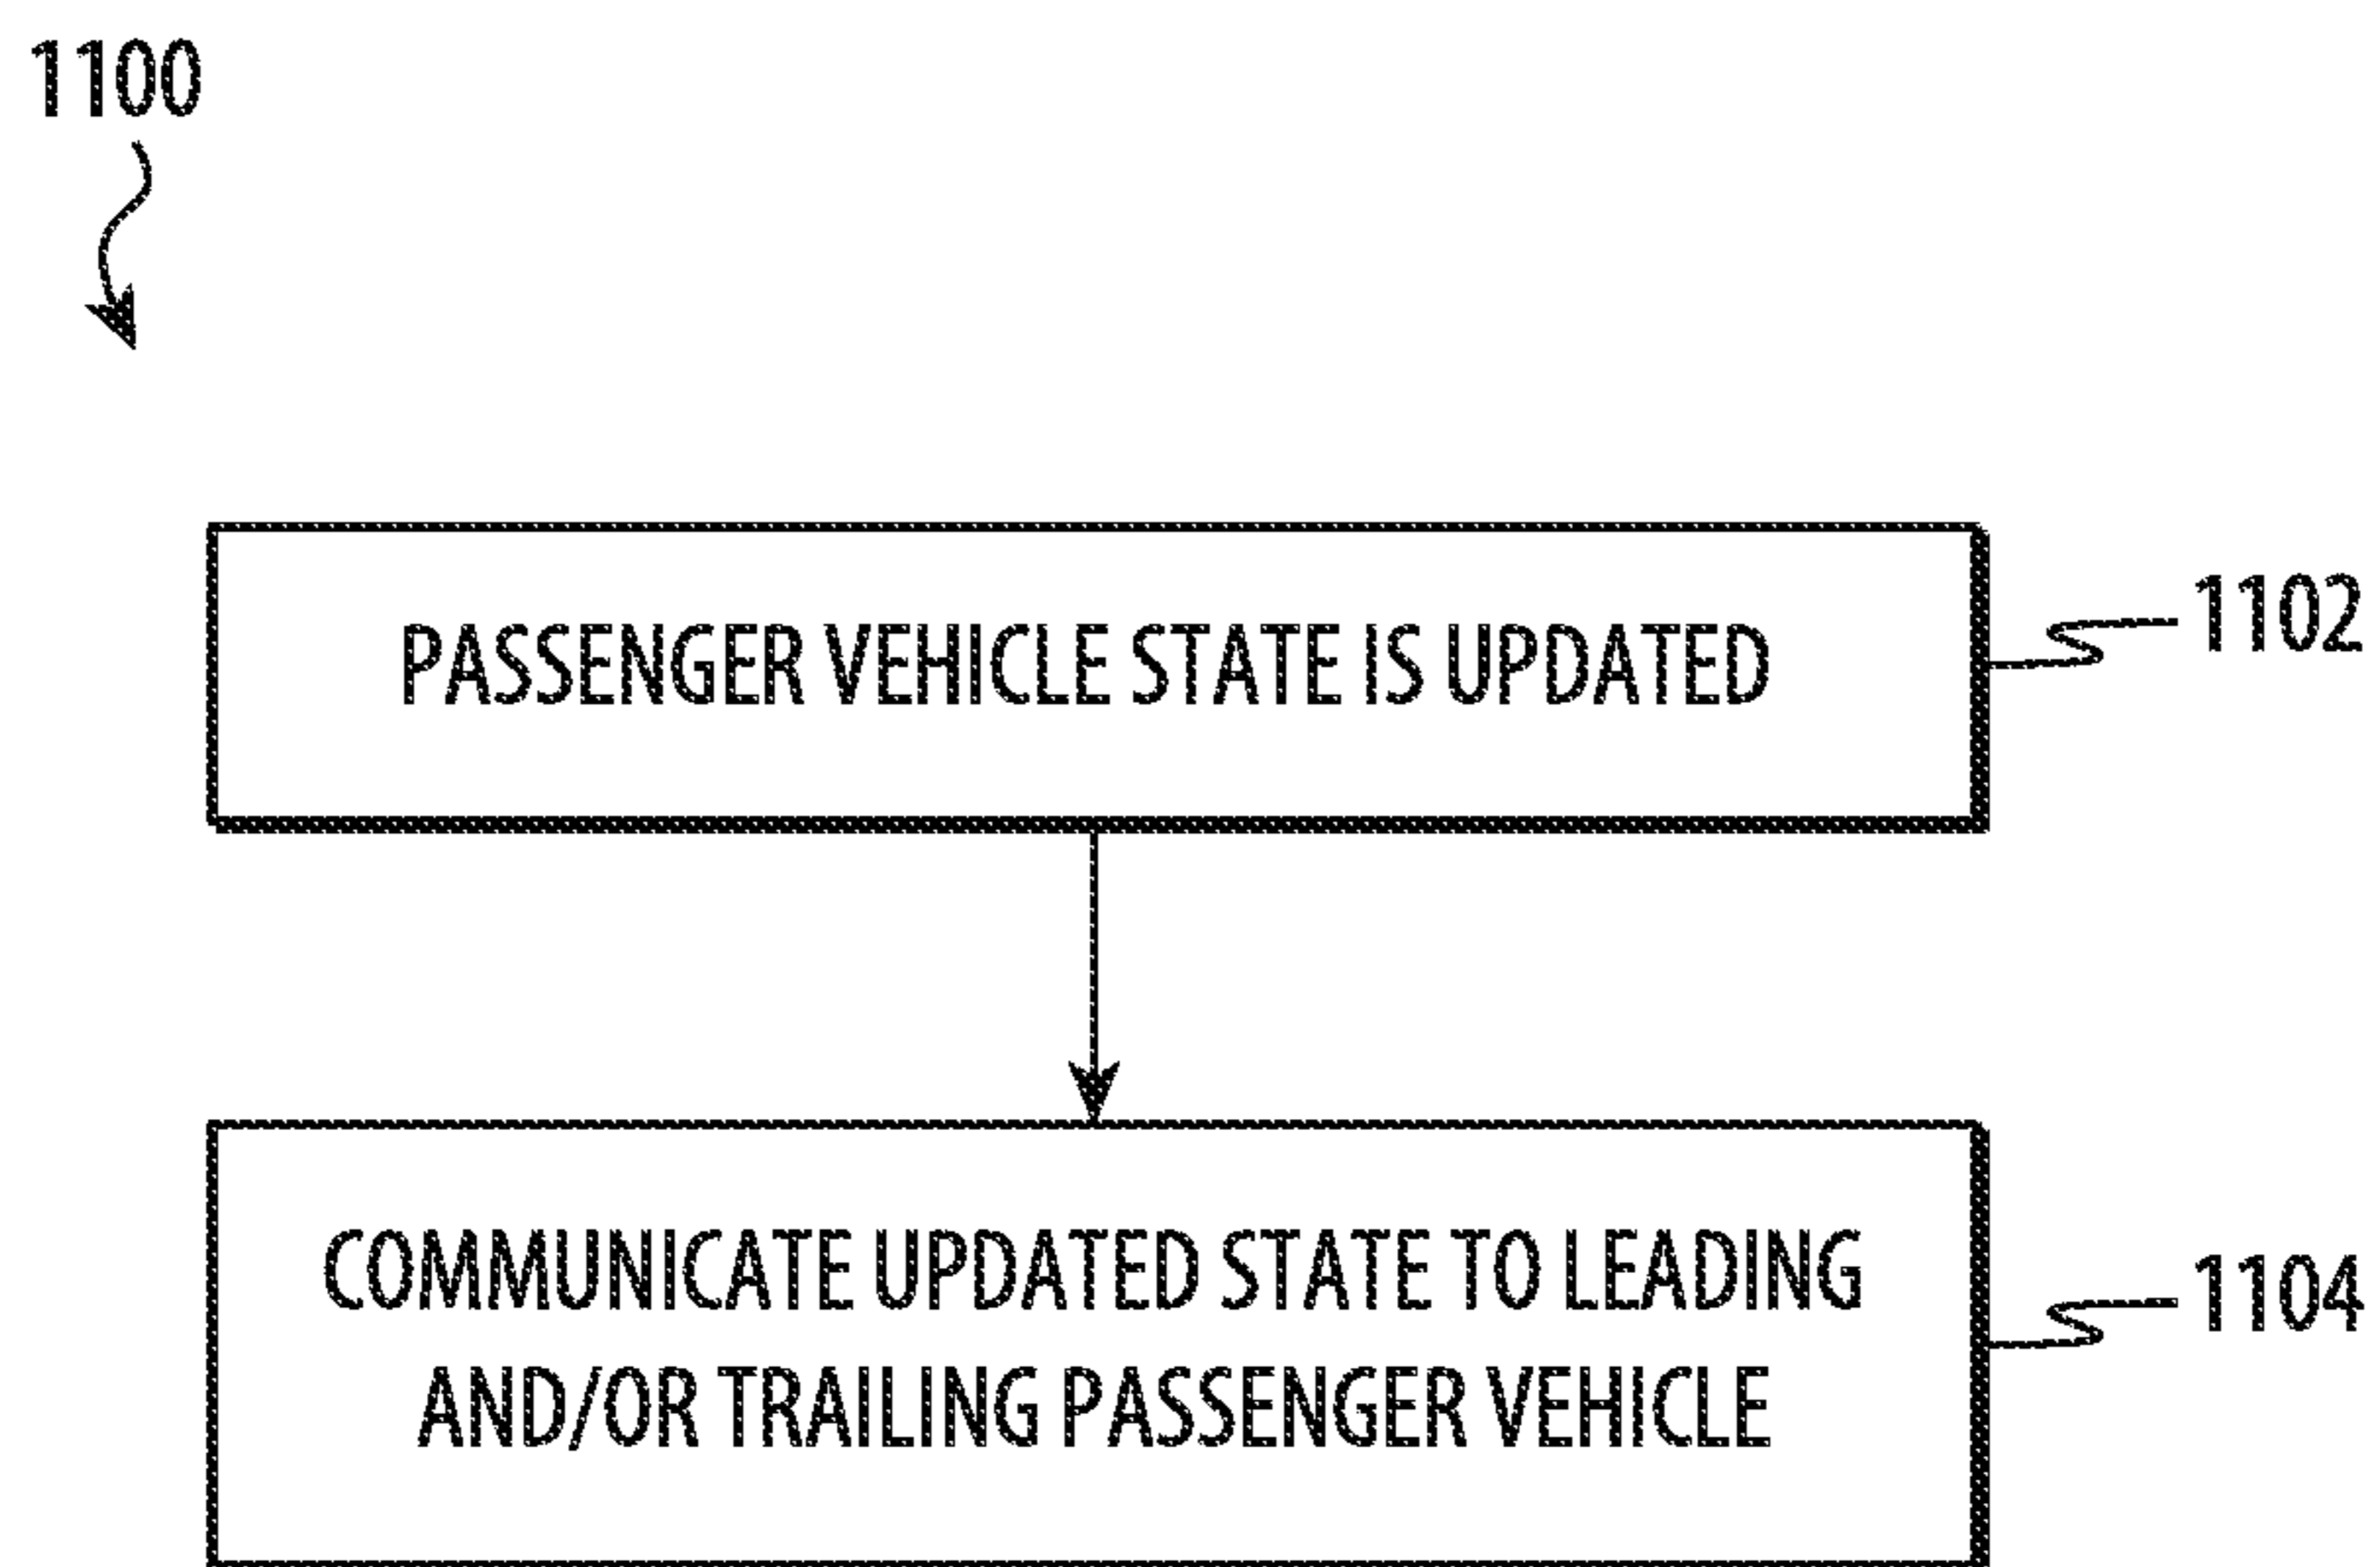 1100
PASSENGER VEHICLE STATE IS UPDATED
1102
COMMUNICATE UPDATED STATE TO LEADING
AND/OR TRAILING PASSENGER VEHICLE
1104